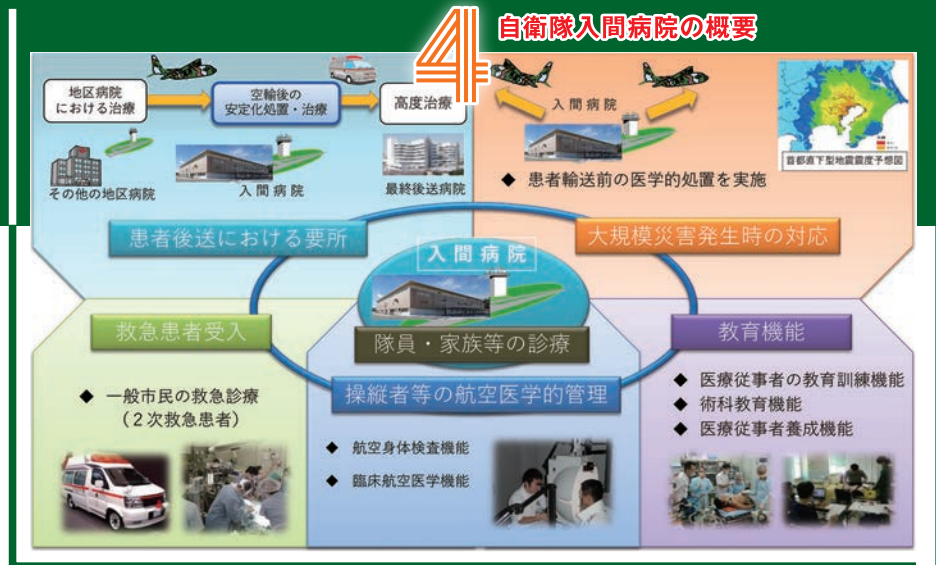 4
自衛隊入間病院の概要
地区病院
における治療
空輸後の
安定化処置・治療
高度治療
その他の地区病院
入間病院
最終後送病院
患者後送における要所
入間病院
首都直下型地震震度予想図
◆ 患者輸送前の医学的処置を実施
大規模災害発生時の対応
入間病院
隊員・家族等の診療
救急患者受入
◆ 一般市民の救急診療
（２次救急患者）
操縦者等の航空医学的管理
◆ 航空身体検査機能
◆ 臨床航空医学機能
教育機能
◆ 医療従事者の教育訓練機能
◆ 術科教育機能
◆ 医療従事者養成機能